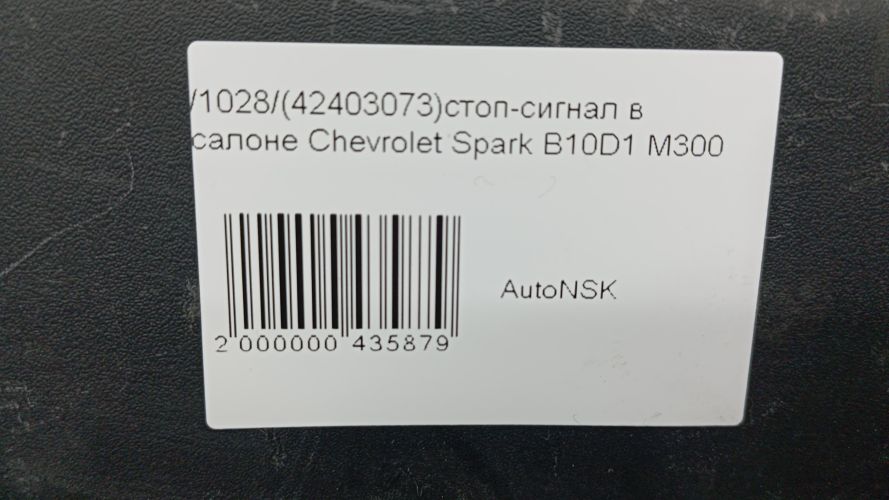 /1028/(42403073)стоп-сигнал в
салоне Chevrolet Spark B10D1 M300
AutoNSK
2 000000 435879